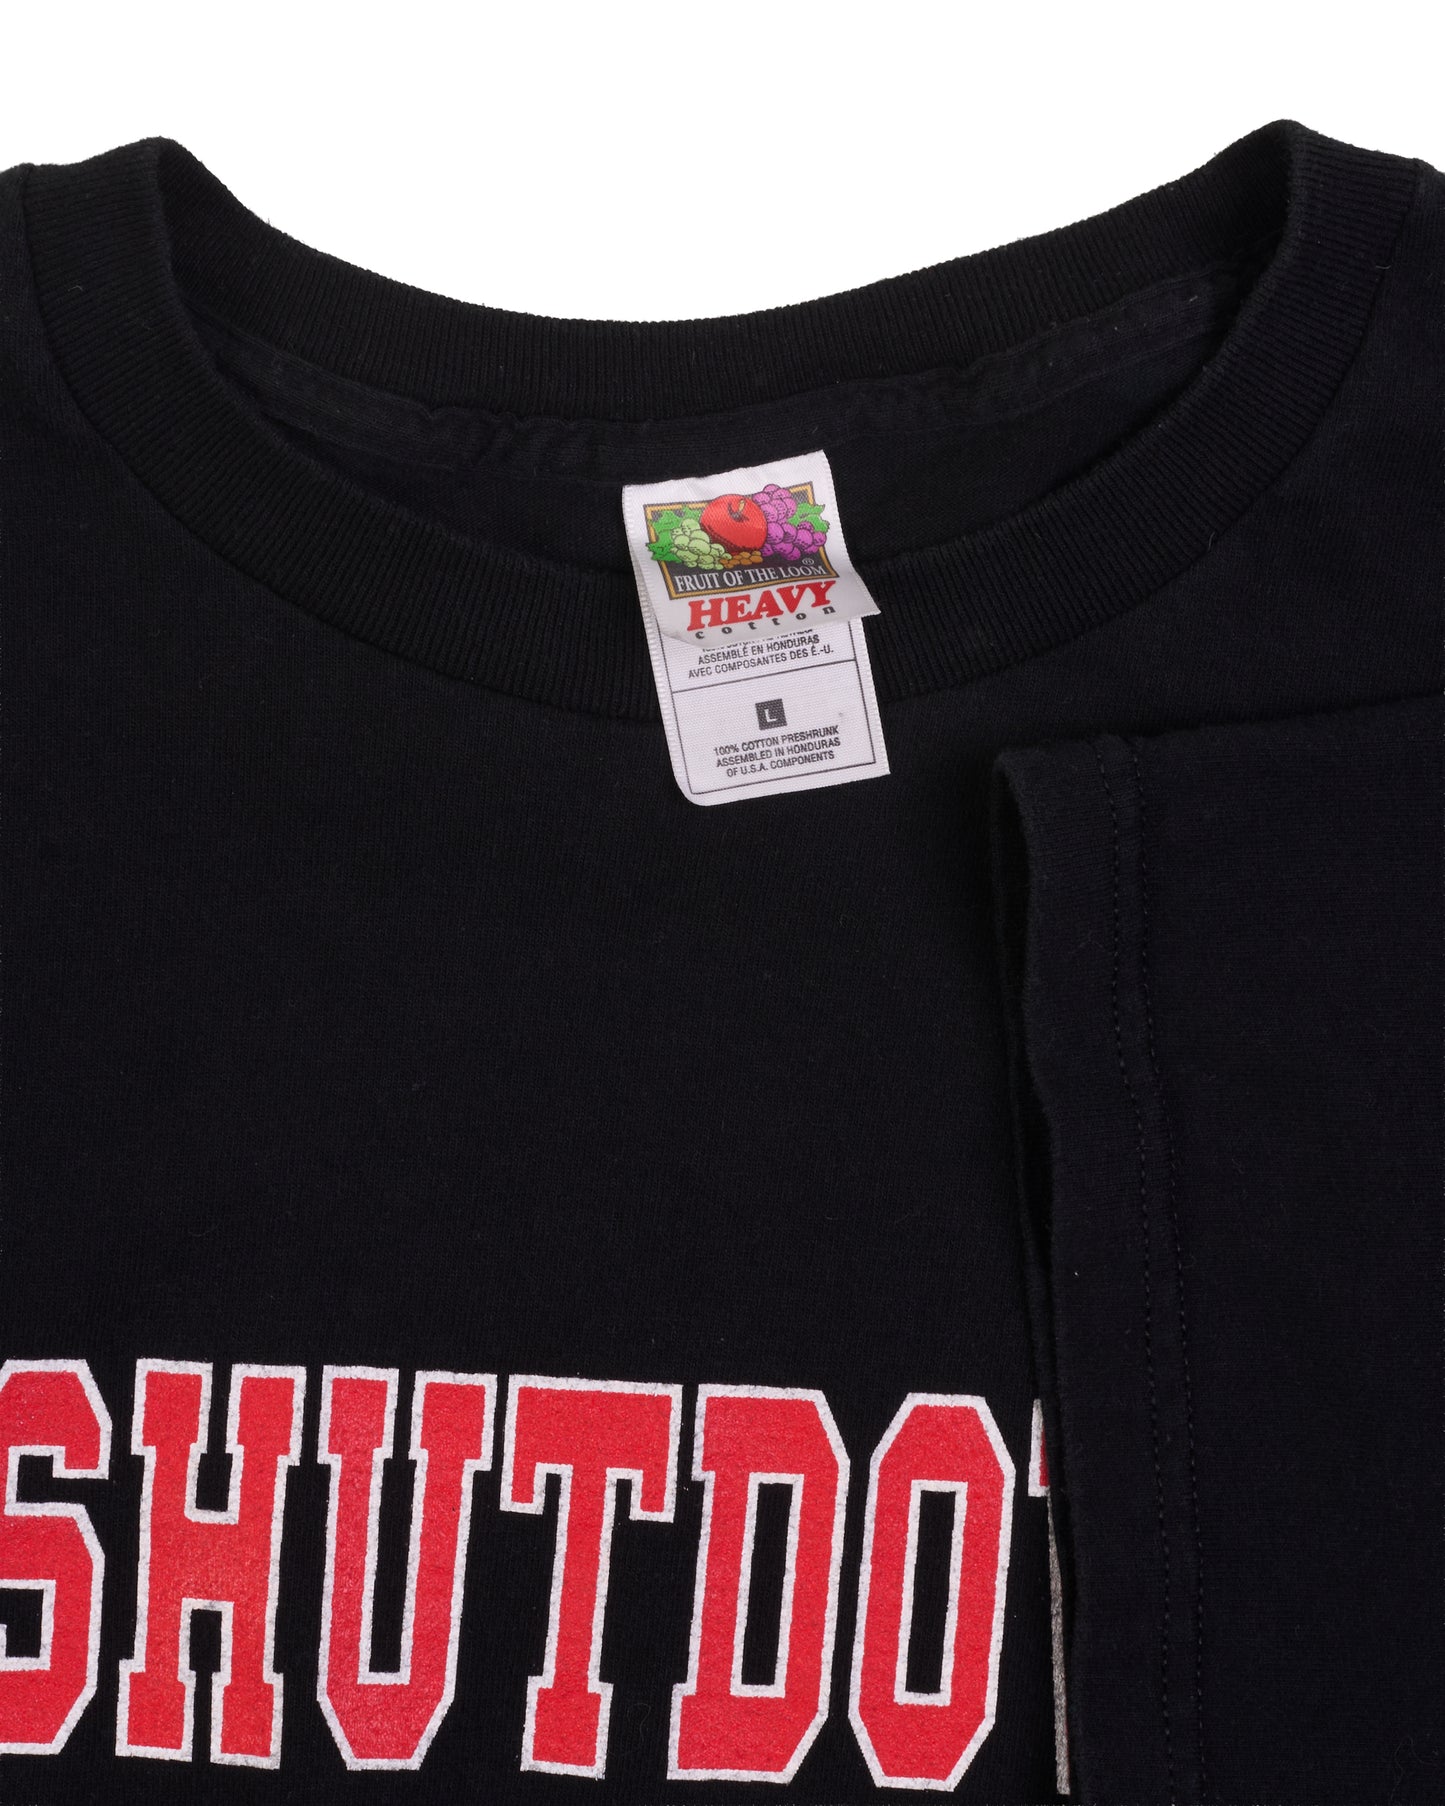 FRUIT OF THE LOOM®
HEAVY
cotton
ASSEMBLÉ EN HONDURAS
AVEC COMPOSANTES DES É.-U.
L
100% COTTON PRESHRUNK
ASSEMBLED IN HONDURAS
OF U.S.A. COMPONENTS
SHUTDO